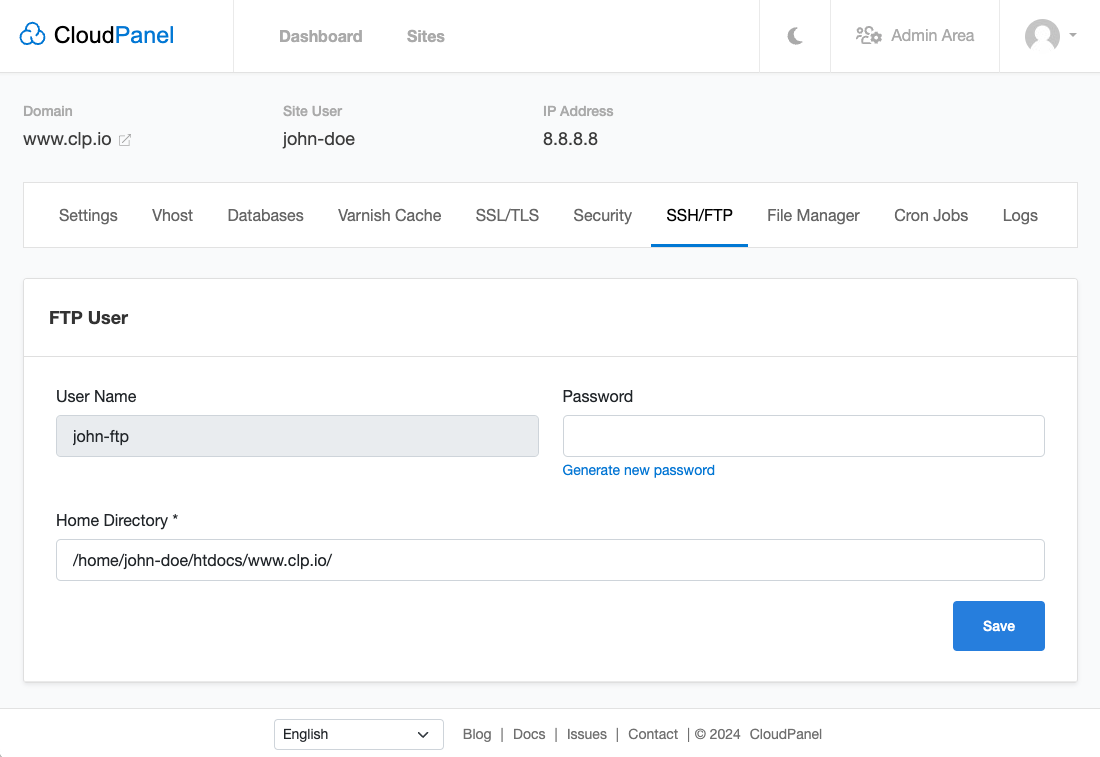 CloudPanel Dashboard Sites Admin Area
Domain Site User IP Address
www.clp.io john-doe 8.8.8.8
Settings Vhost Databases Varnish Cache SSL/TLS Security SSH/FTP File Manager Cron Jobs Logs
FTP User
User Name Password
john-ftp
Generate new password
Home Directory *
/home/john-doe/htdocs/www.clp.io/
Save
English Blog | Docs | Issues | Contact | © 2024 CloudPanel